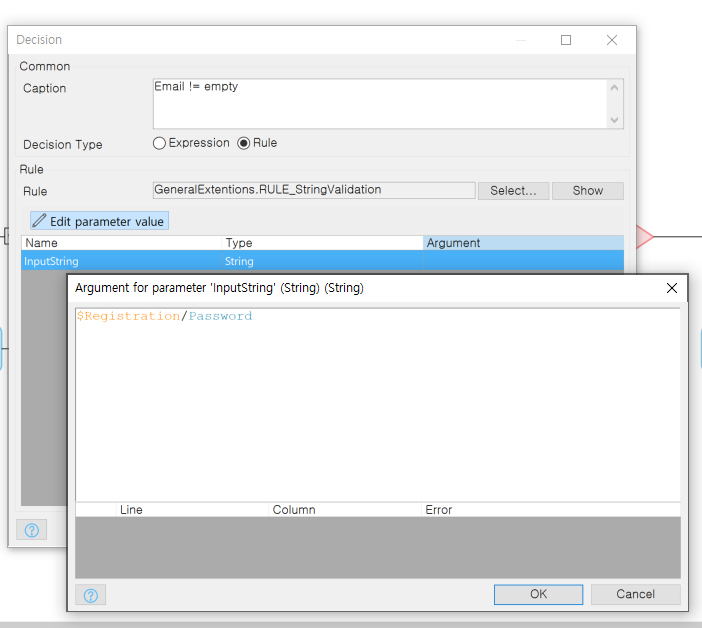 Decision
Common
Caption
Email != empty
Decision Type
Expression
Rule
Rule
Rule
GeneralExtentions.RULE_StringValidation
Select...
Show
Edit parameter value
Name
Type
Argument
InputString
String
Argument for parameter 'InputString' (String) (String)
$Registration/Password
Line
Column
Error
?
?
OK
Cancel